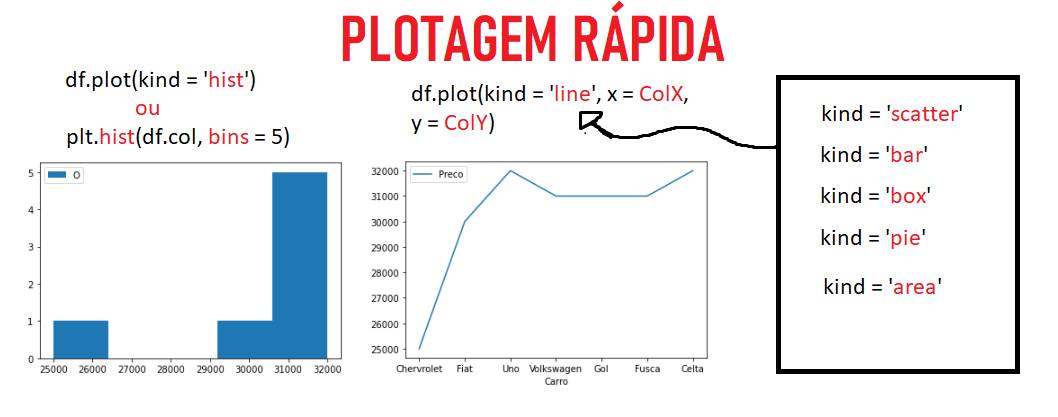 PLOTAGEM RÁPIDA
df.plot(kind = 'hist')
ou
plt.hist(df.col, bins = 5)
df.plot(kind = 'line', x = ColX,
y = ColY)
kind = 'scatter'
kind = 'bar'
kind = 'box'
kind = 'pie'
kind = 'area'
O
5
4
3
2
1
0
25000 26000 27000 28000 29000 30000 31000 32000
Preco
32000
31000
30000
29000
28000
27000
26000
25000
Chervrolet Fiat Uno Volkswagen Gol Fusca Celta
Carro